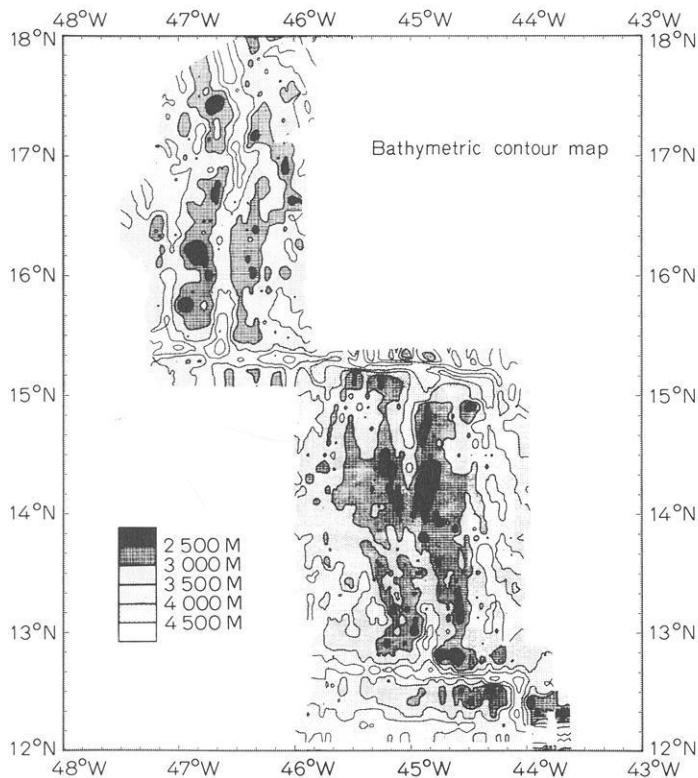 48°W 47°W 46°W 45°W 44°W 43°W
18°N 18°N
Bathymetric contour map
17°N 17°N
16°N 16°N
15°N 15°N
14°N 14°N
2 500 M
3 000 M
3 500 M
4 000 M
4 500 M
13°N 13°N
12°N 12°N
48°W 47°W 46°W 45°W 44°W 43°W